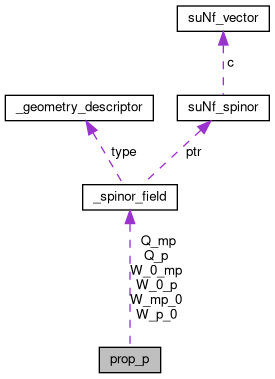 suNf_vector
c
_geometry_descriptor
suNf_spinor
type
ptr
_spinor_field
Q_mp
Q_p
W_0_mp
W_0_p
W_mp_0
W_p_0
prop_p